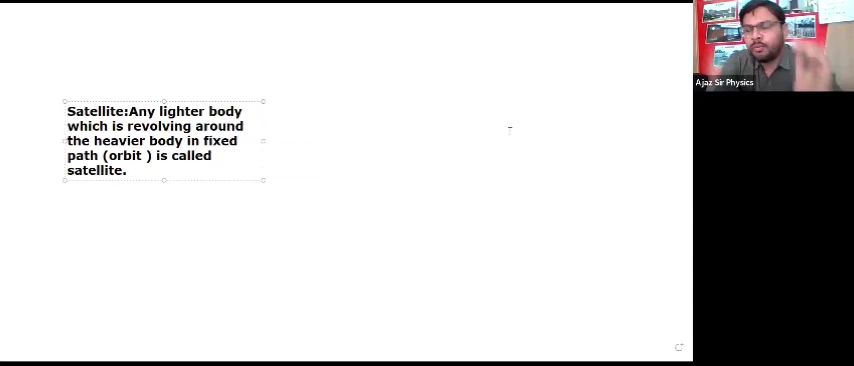 Satellite:Any lighter body
which is revolving around
the heavier body in fixed
path (orbit ) is called
satellite.
Ajaz Sir Physics